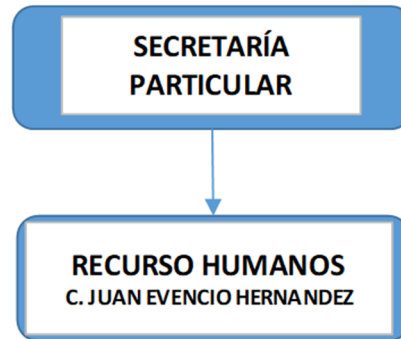 SECRETARÍA
PARTICULAR
RECURSO HUMANOS
C. JUAN EVENCIO HERNANDEZ